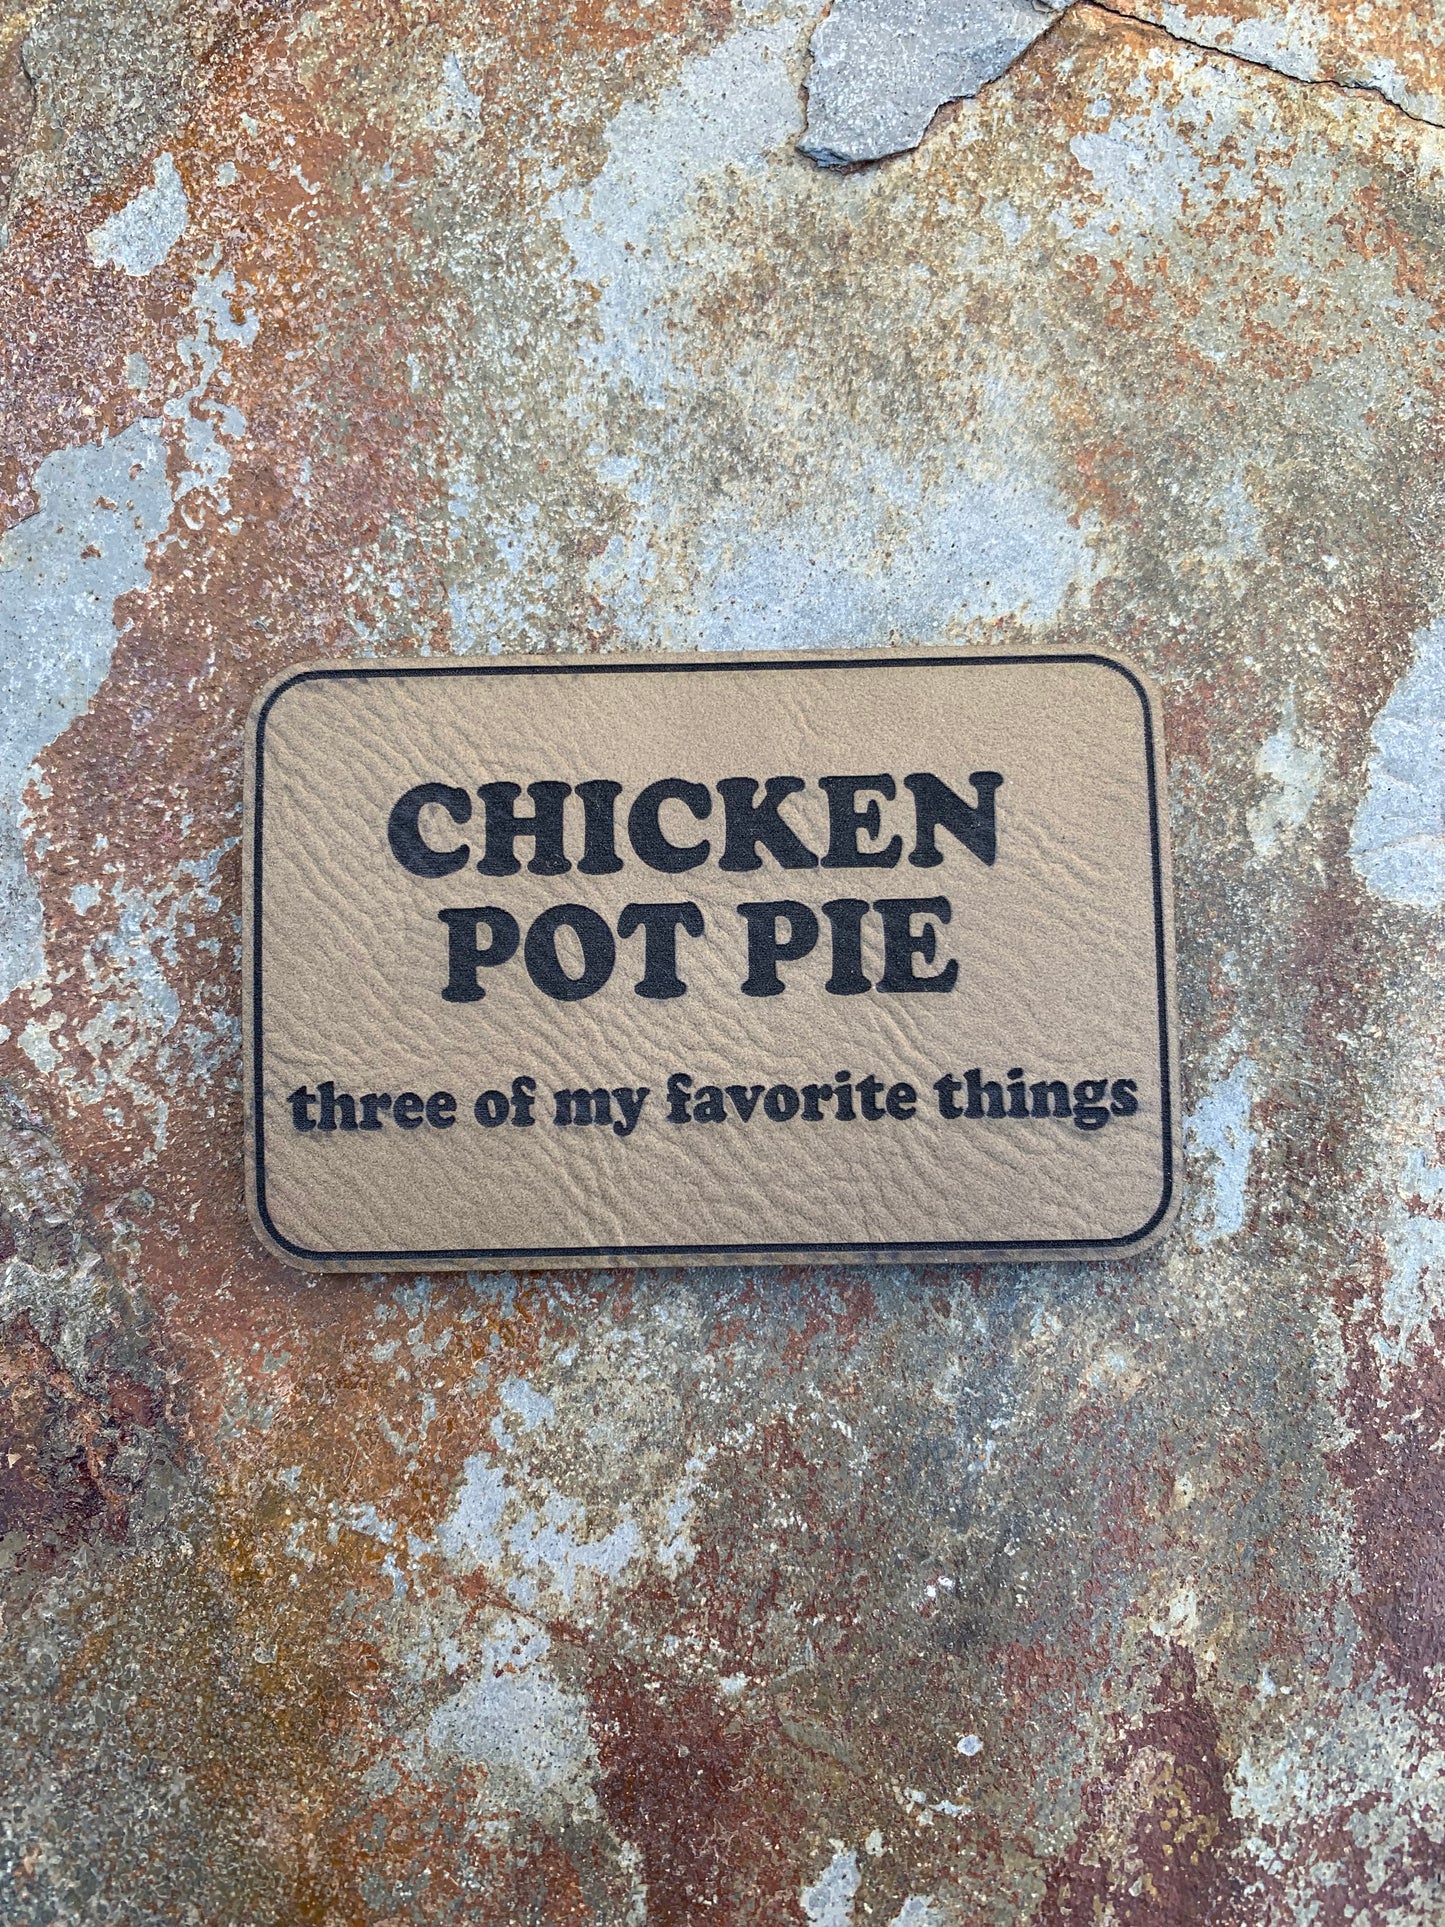 CHICKEN
POT PIE
three of my favorite things